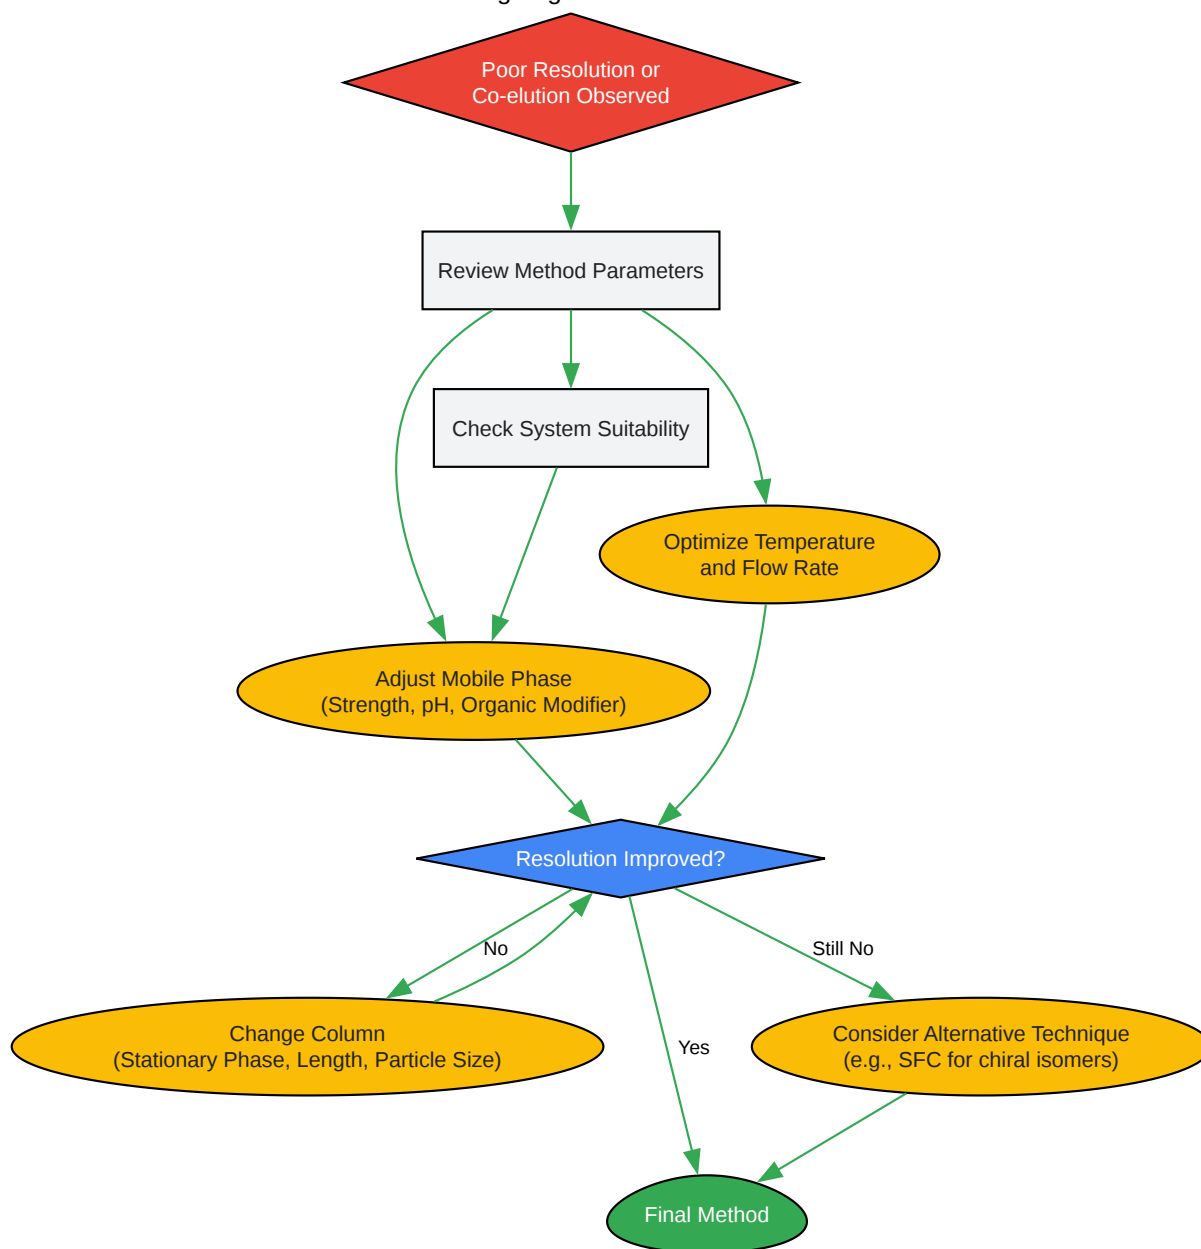 Poor Resolution or
Co-elution Observed
Review Method Parameters
Check System Suitability
Optimize Temperature
and Flow Rate
Adjust Mobile Phase
(Strength, pH, Organic Modifier)
Resolution Improved?
No
Still No
Change Column
(Stationary Phase, Length, Particle Size)
Yes
Consider Alternative Technique
(e.g., SFC for chiral isomers)
Final Method